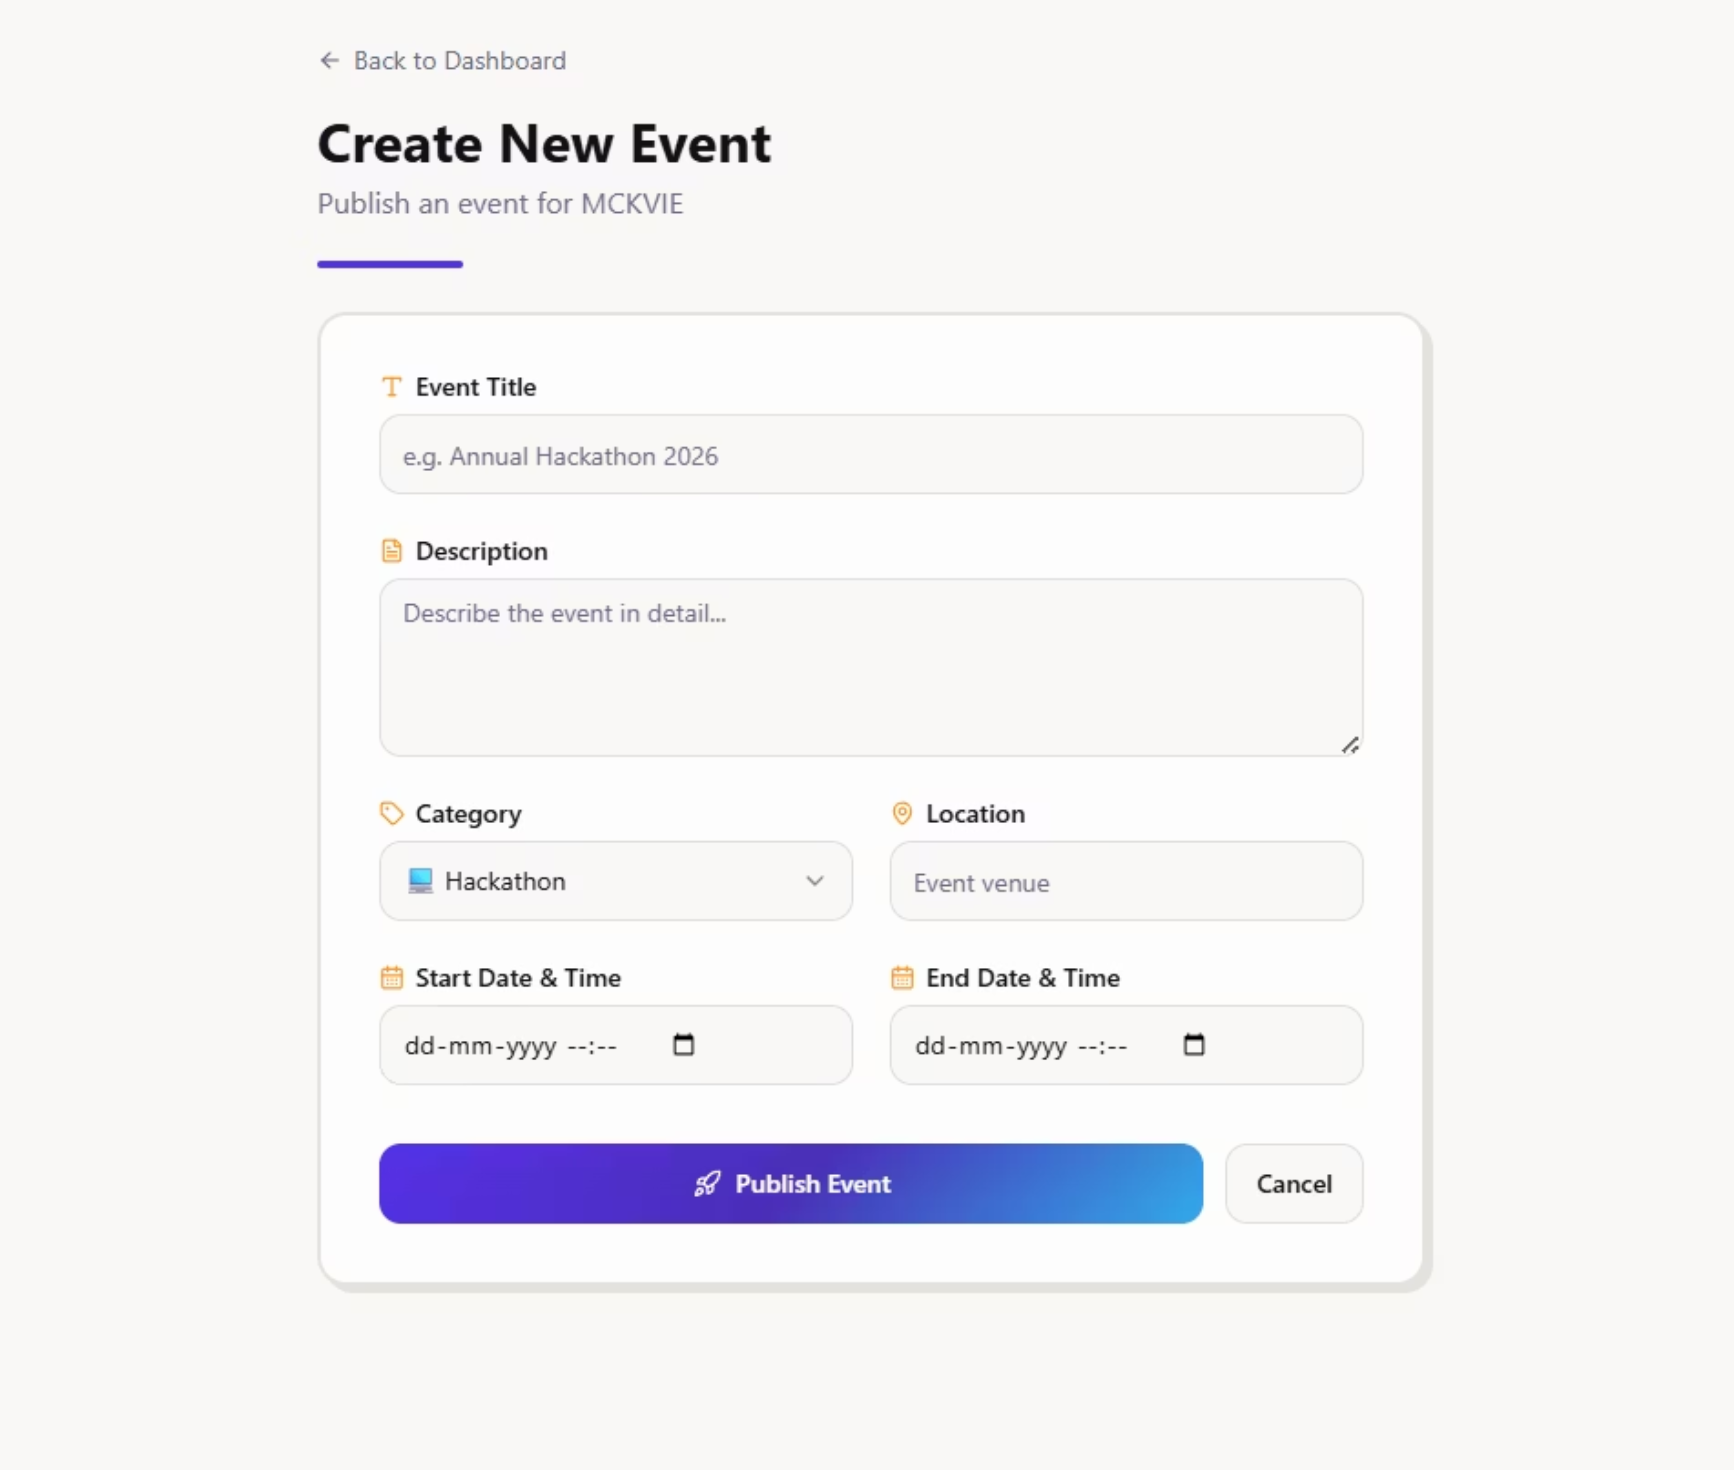 Back to Dashboard
Create New Event
Publish an event for MCKVIE
Event Title
e.g. Annual Hackathon 2026
Description
Describe the event in detail...
Category
Location
Hackathon
Event venue
Start Date & Time
End Date & Time
dd-mm-yyyy --:--
dd-mm-yyyy --:--
Publish Event
Cancel